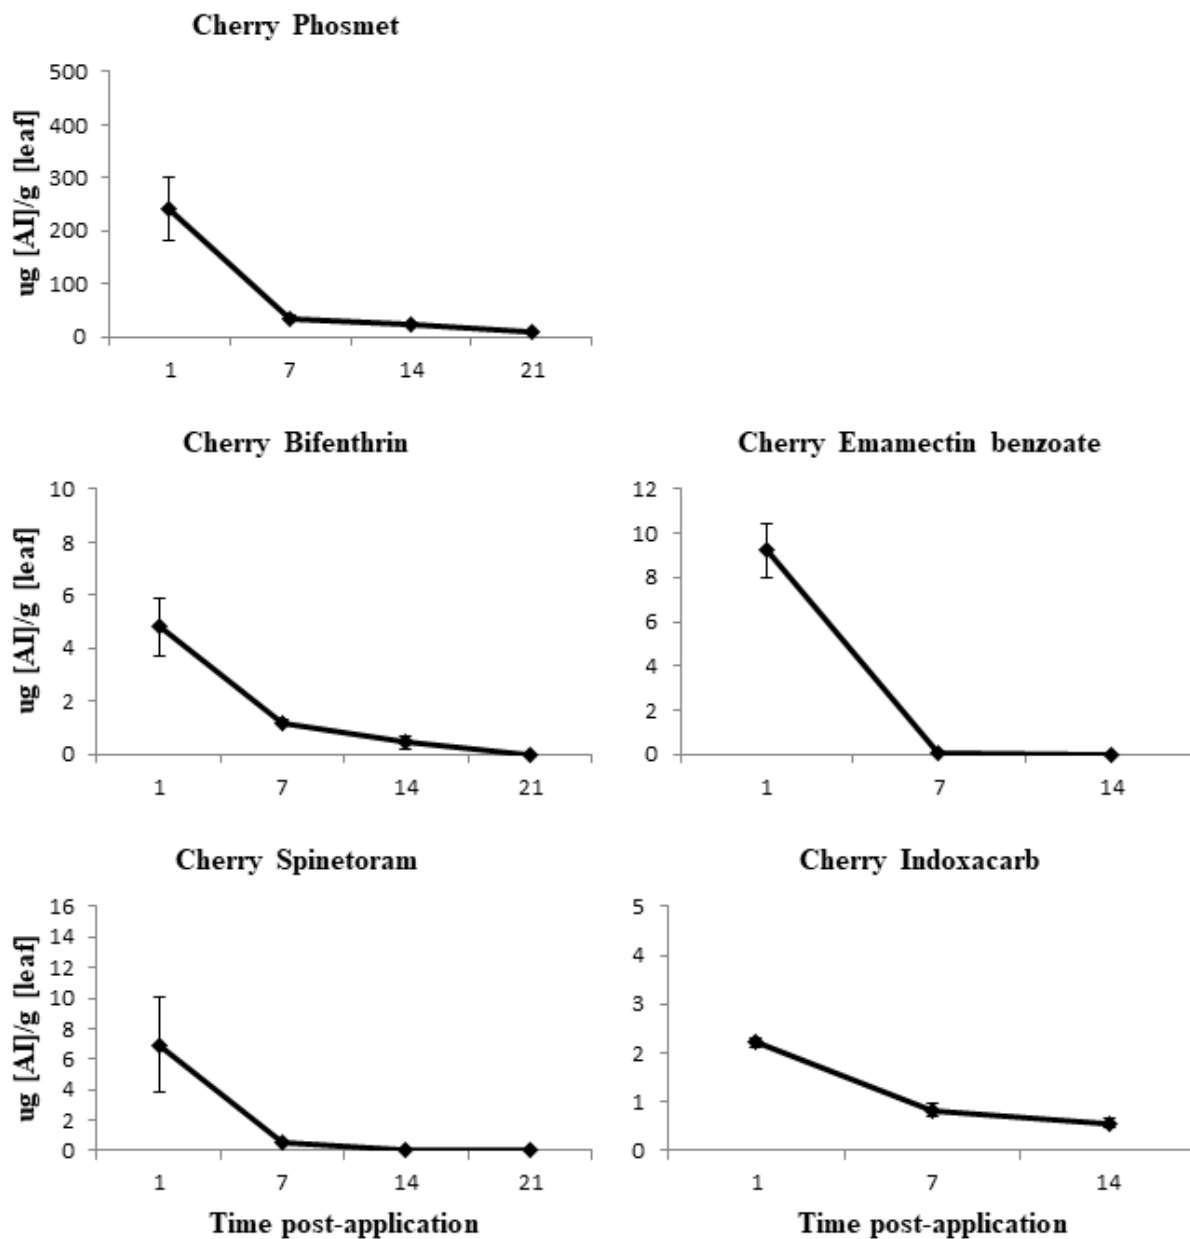 Cherry Phosmet
ug [AI]/g [leaf]
500
400
300
200
100
0
1 7 14 21
Cherry Bifenthrin
ug [AI]/g [leaf]
10
8
6
4
2
0
1 7 14 21
Cherry Emamectin benzoate
12
10
8
6
4
2
0
1 7 14
Cherry Spinetoram
ug [AI]/g [leaf]
16
14
12
10
8
6
4
2
0
1 7 14 21
Time post-application
Cherry Indoxacarb
5
4
3
2
1
0
1 7 14
Time post-application